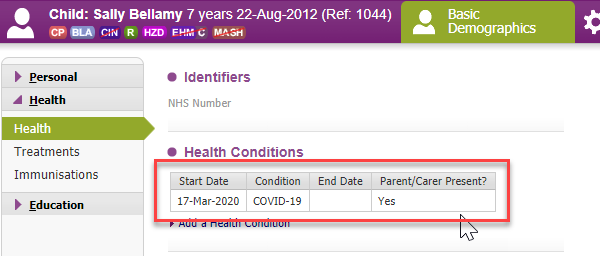 Child: Sally Bellamy 7 years 22-Aug-2012 (Ref: 1044)
CP BLA CIN R HZD EHM C MASH
Basic
Demographics
Personal
Health
Health
Treatments
Immunisations
Education
Identifiers
NHS Number
Health Conditions
Start Date Condition End Date Parent/Carer Present?
17-Mar-2020 COVID-19 Yes
Add a Health Condition